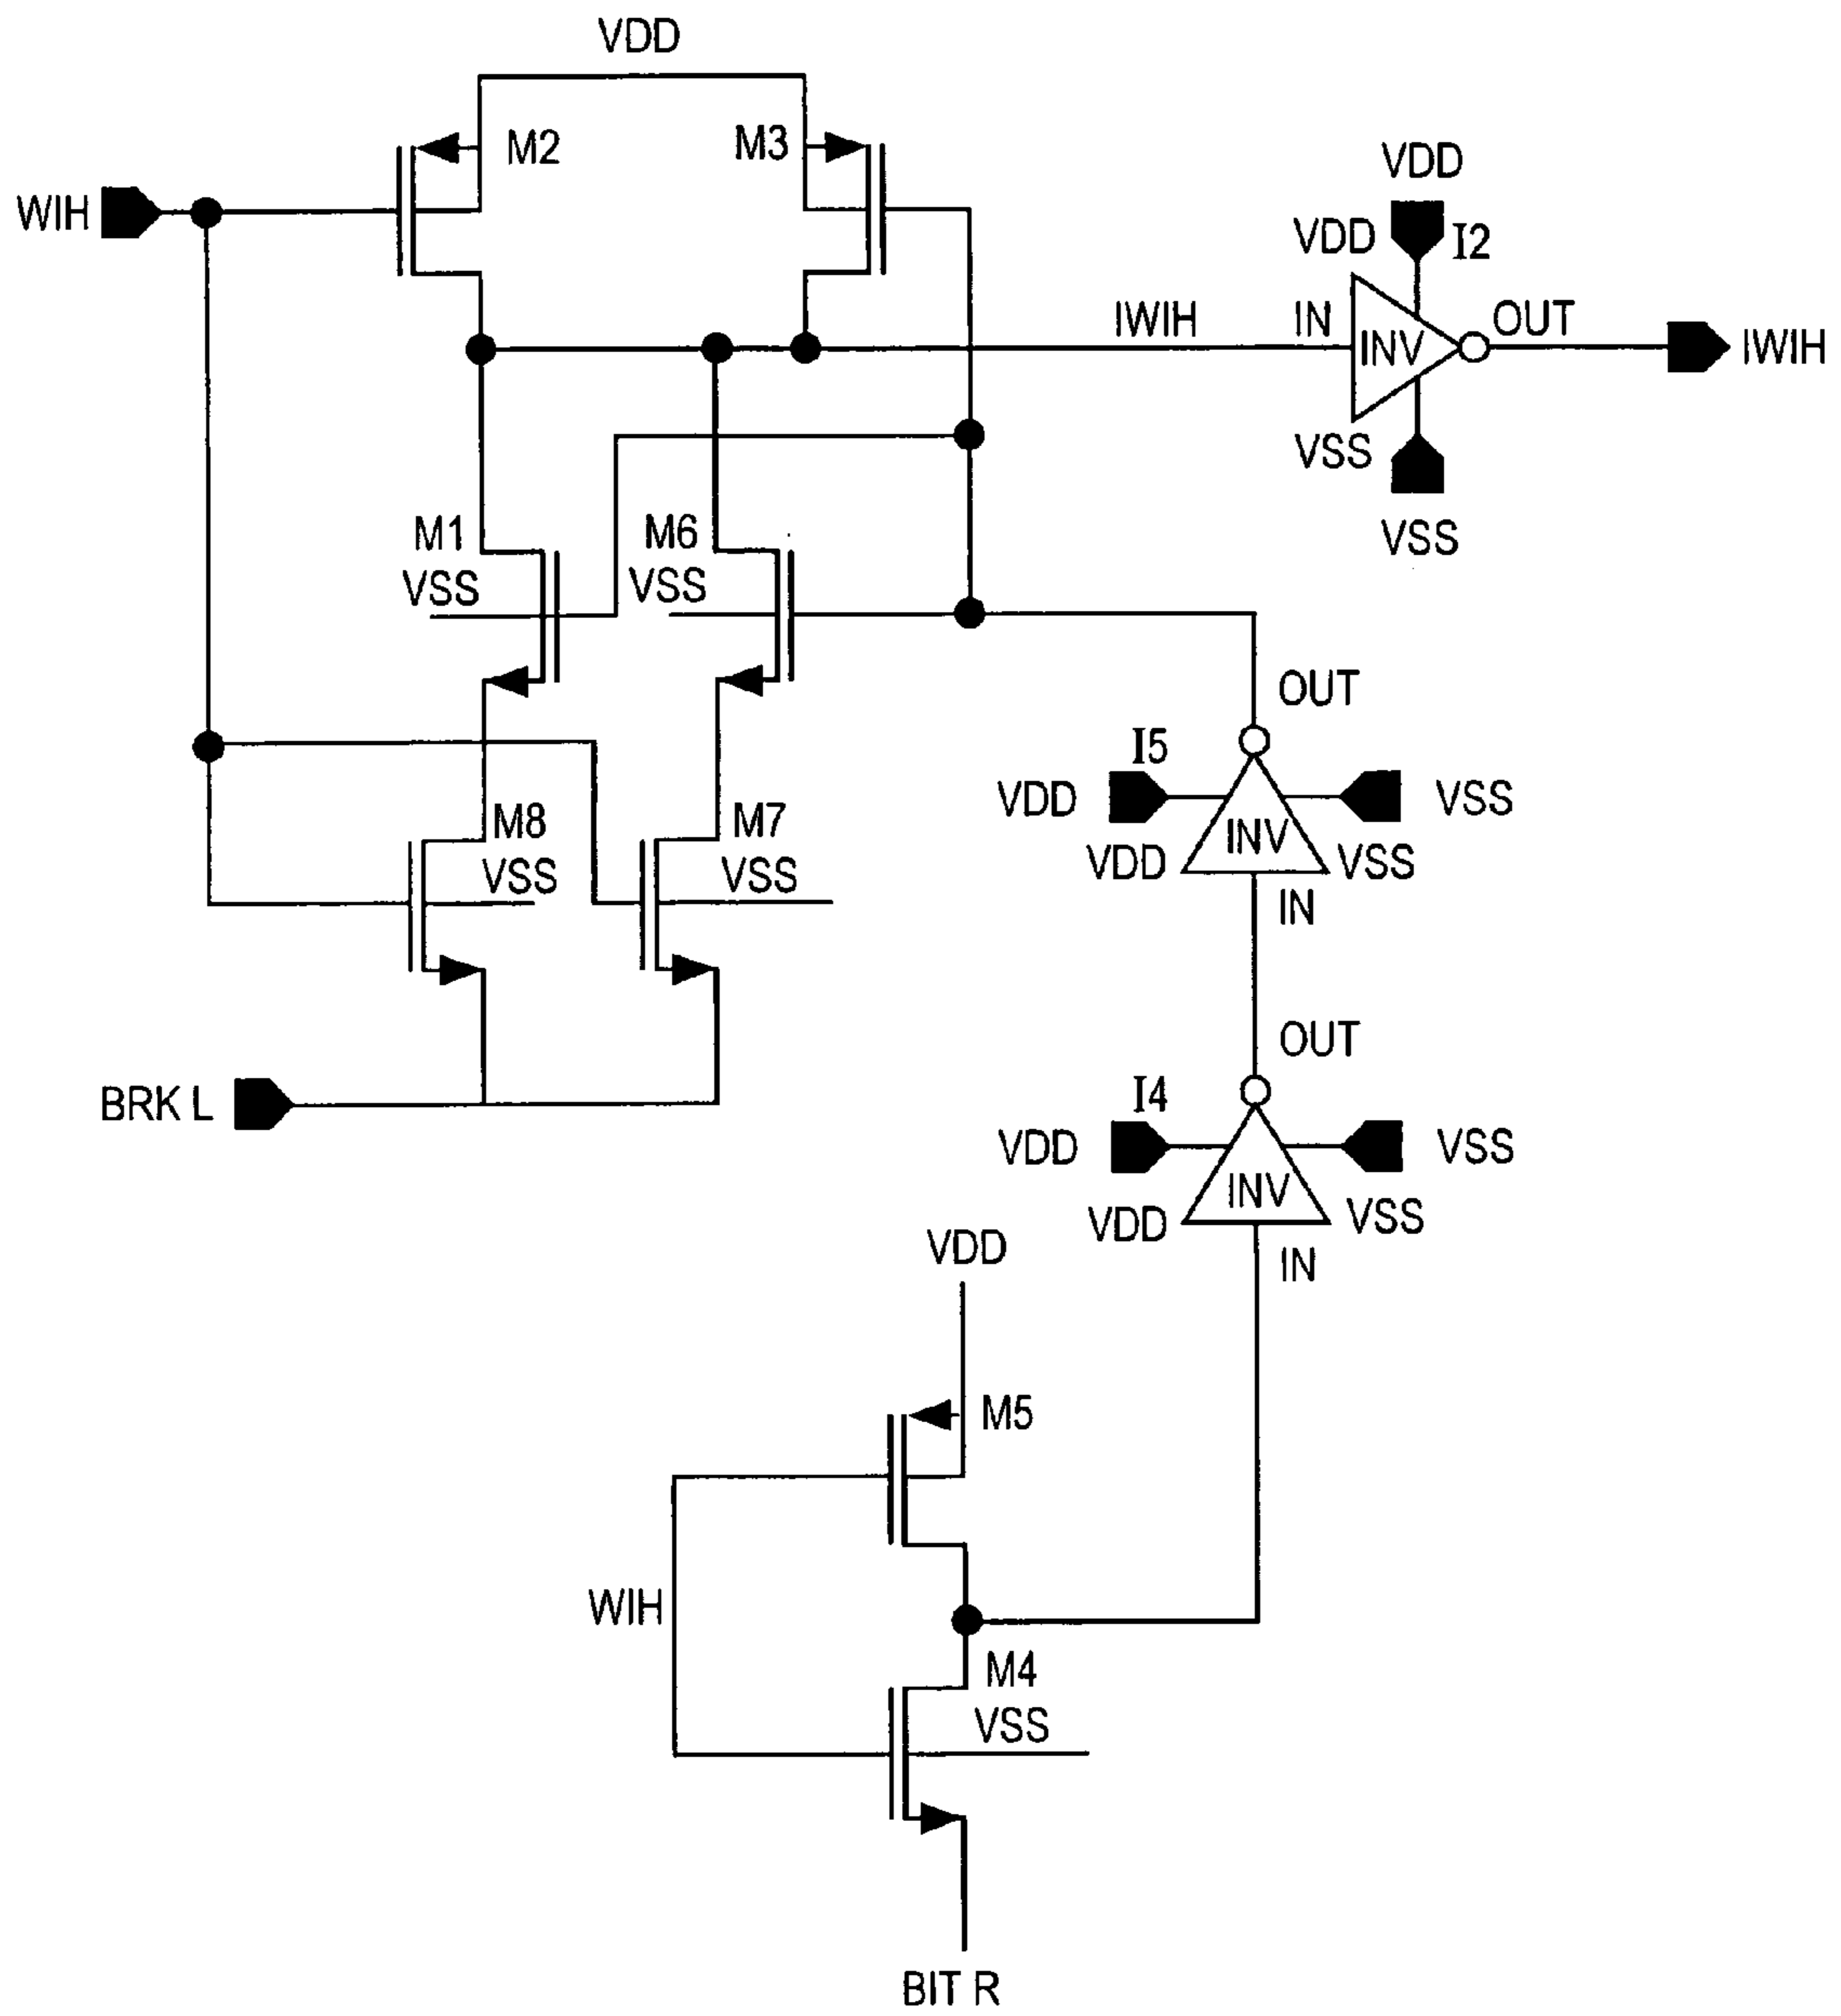 VDD
M2
M3
WIH
VDD
VDD
I2
IWIH
IN
INV
OUT
IWIH
VSS
VSS
M1
VSS
M6
VSS
OUT
I5
VDD
VSS
INV
VDD
VSS
IN
M8
VSS
M7
VSS
OUT
BRK L
I4
VDD
VSS
INV
VDD
VSS
IN
VDD
M5
WIH
M4
VSS
BIT R